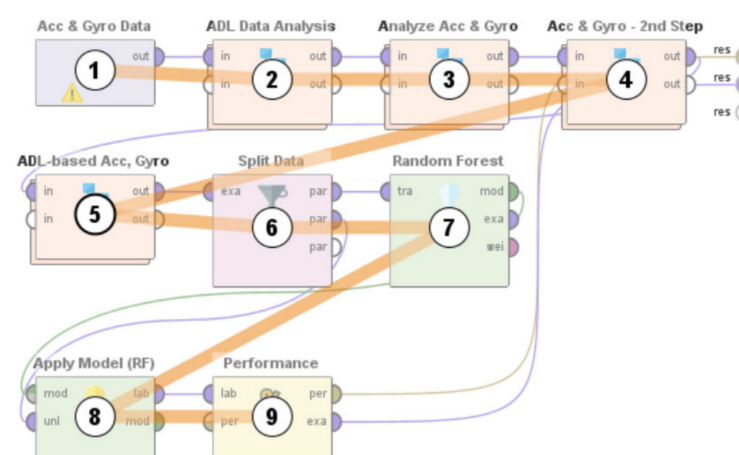 Acc & Gyro Data ADL Data Analysis Analyze Acc & Gyro Acc & Gyro - 2nd Step
out in out in out in out res
1 2 3 4
in out in out in out res
res
ADL-based Acc, Gyro Split Data Random Forest
in out exa par tra mod
in out par exa
5 6 7
par wei
Apply Model (RF) Performance
mod lab lab per
unl mod per exa
8 9